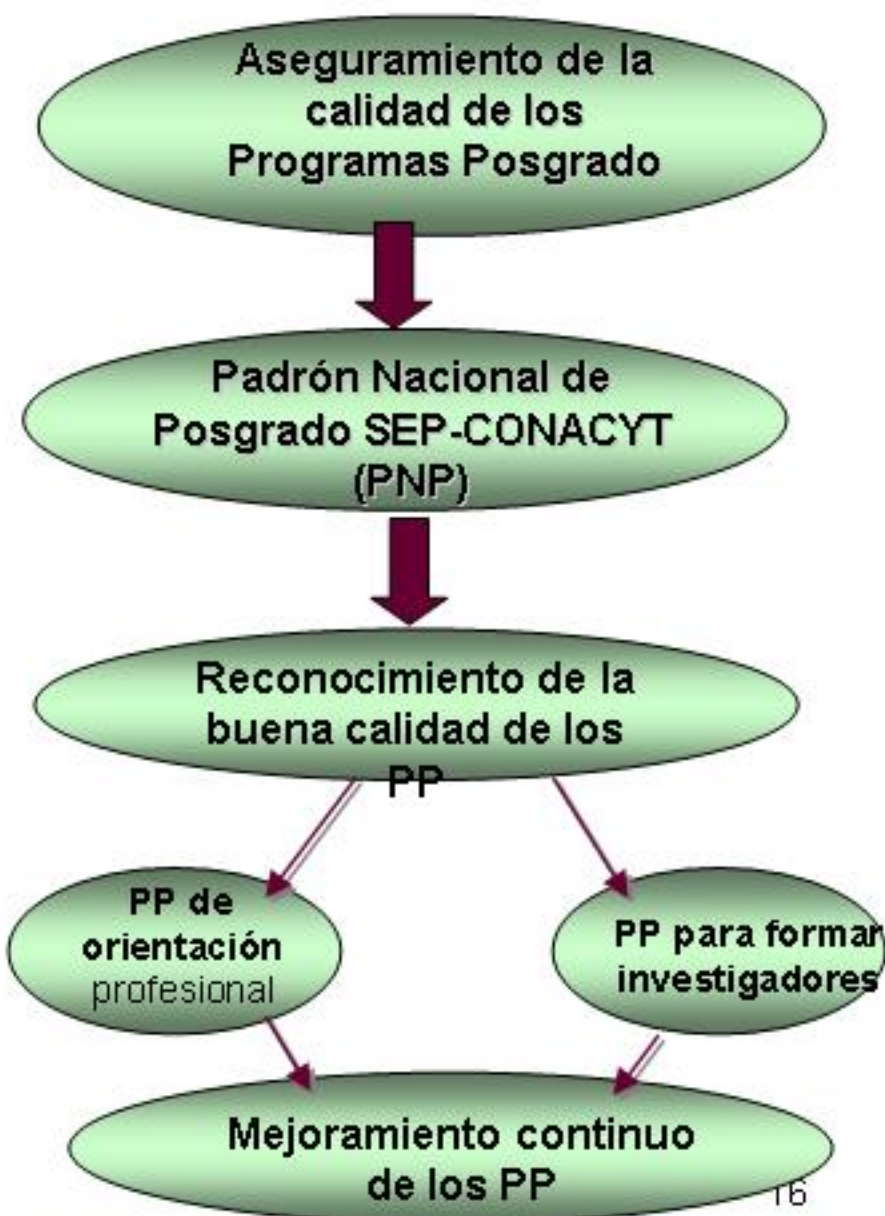 Aseguramiento de la
calidad de los
Programas Posgrado
Padrón Nacional de
Posgrado SEP-CONACYT
(PNP)
Reconocimiento de la
buena calidad de los
PP
PP de
orientación
profesional
PP para formar
investigadores
Mejoramiento continuo
de los PP
16